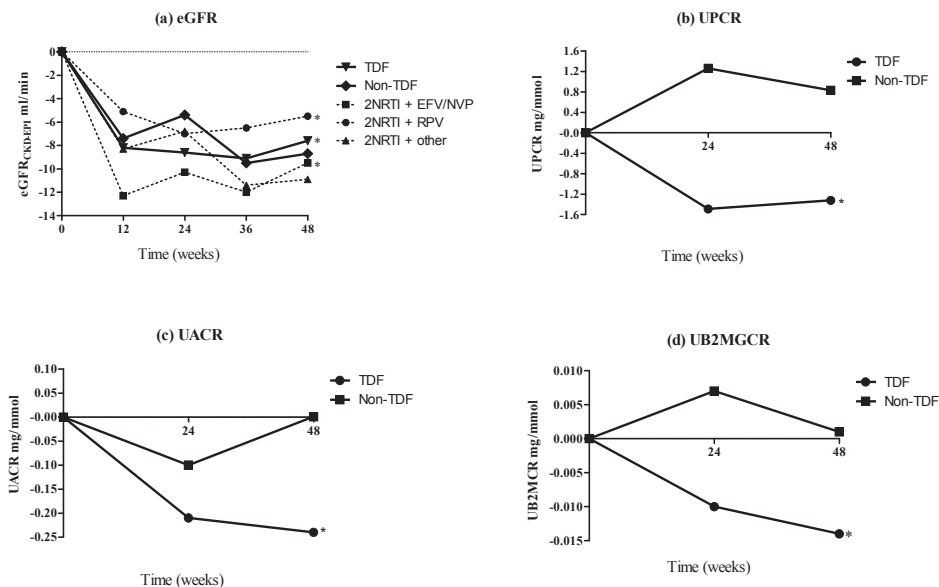 (a) eGFR
0
-2
-4
-6
-8
-10
-12
-14
0 12 24 36 48
eGFR_CKD-EPI ml/min
Time (weeks)
TDF
Non-TDF
2NRTI + EFV/NVP
2NRTI + RPV
2NRTI + other
*
*
*
(b) UPCR
1.6
1.2
0.8
0.4
-0.0
-0.4
-0.8
-1.2
-1.6
24 48
UPCR mg/mmol
Time (weeks)
TDF
Non-TDF
*
(c) UACR
0.10
0.05
-0.00
-0.05
-0.10
-0.15
-0.20
-0.25
24 48
UACR mg/mmol
Time (weeks)
TDF
Non-TDF
*
(d) UB2MGCR
0.010
0.005
0.000
-0.005
-0.010
-0.015
24 48
UB2MCR mg/mmol
Time (weeks)
TDF
Non-TDF
*